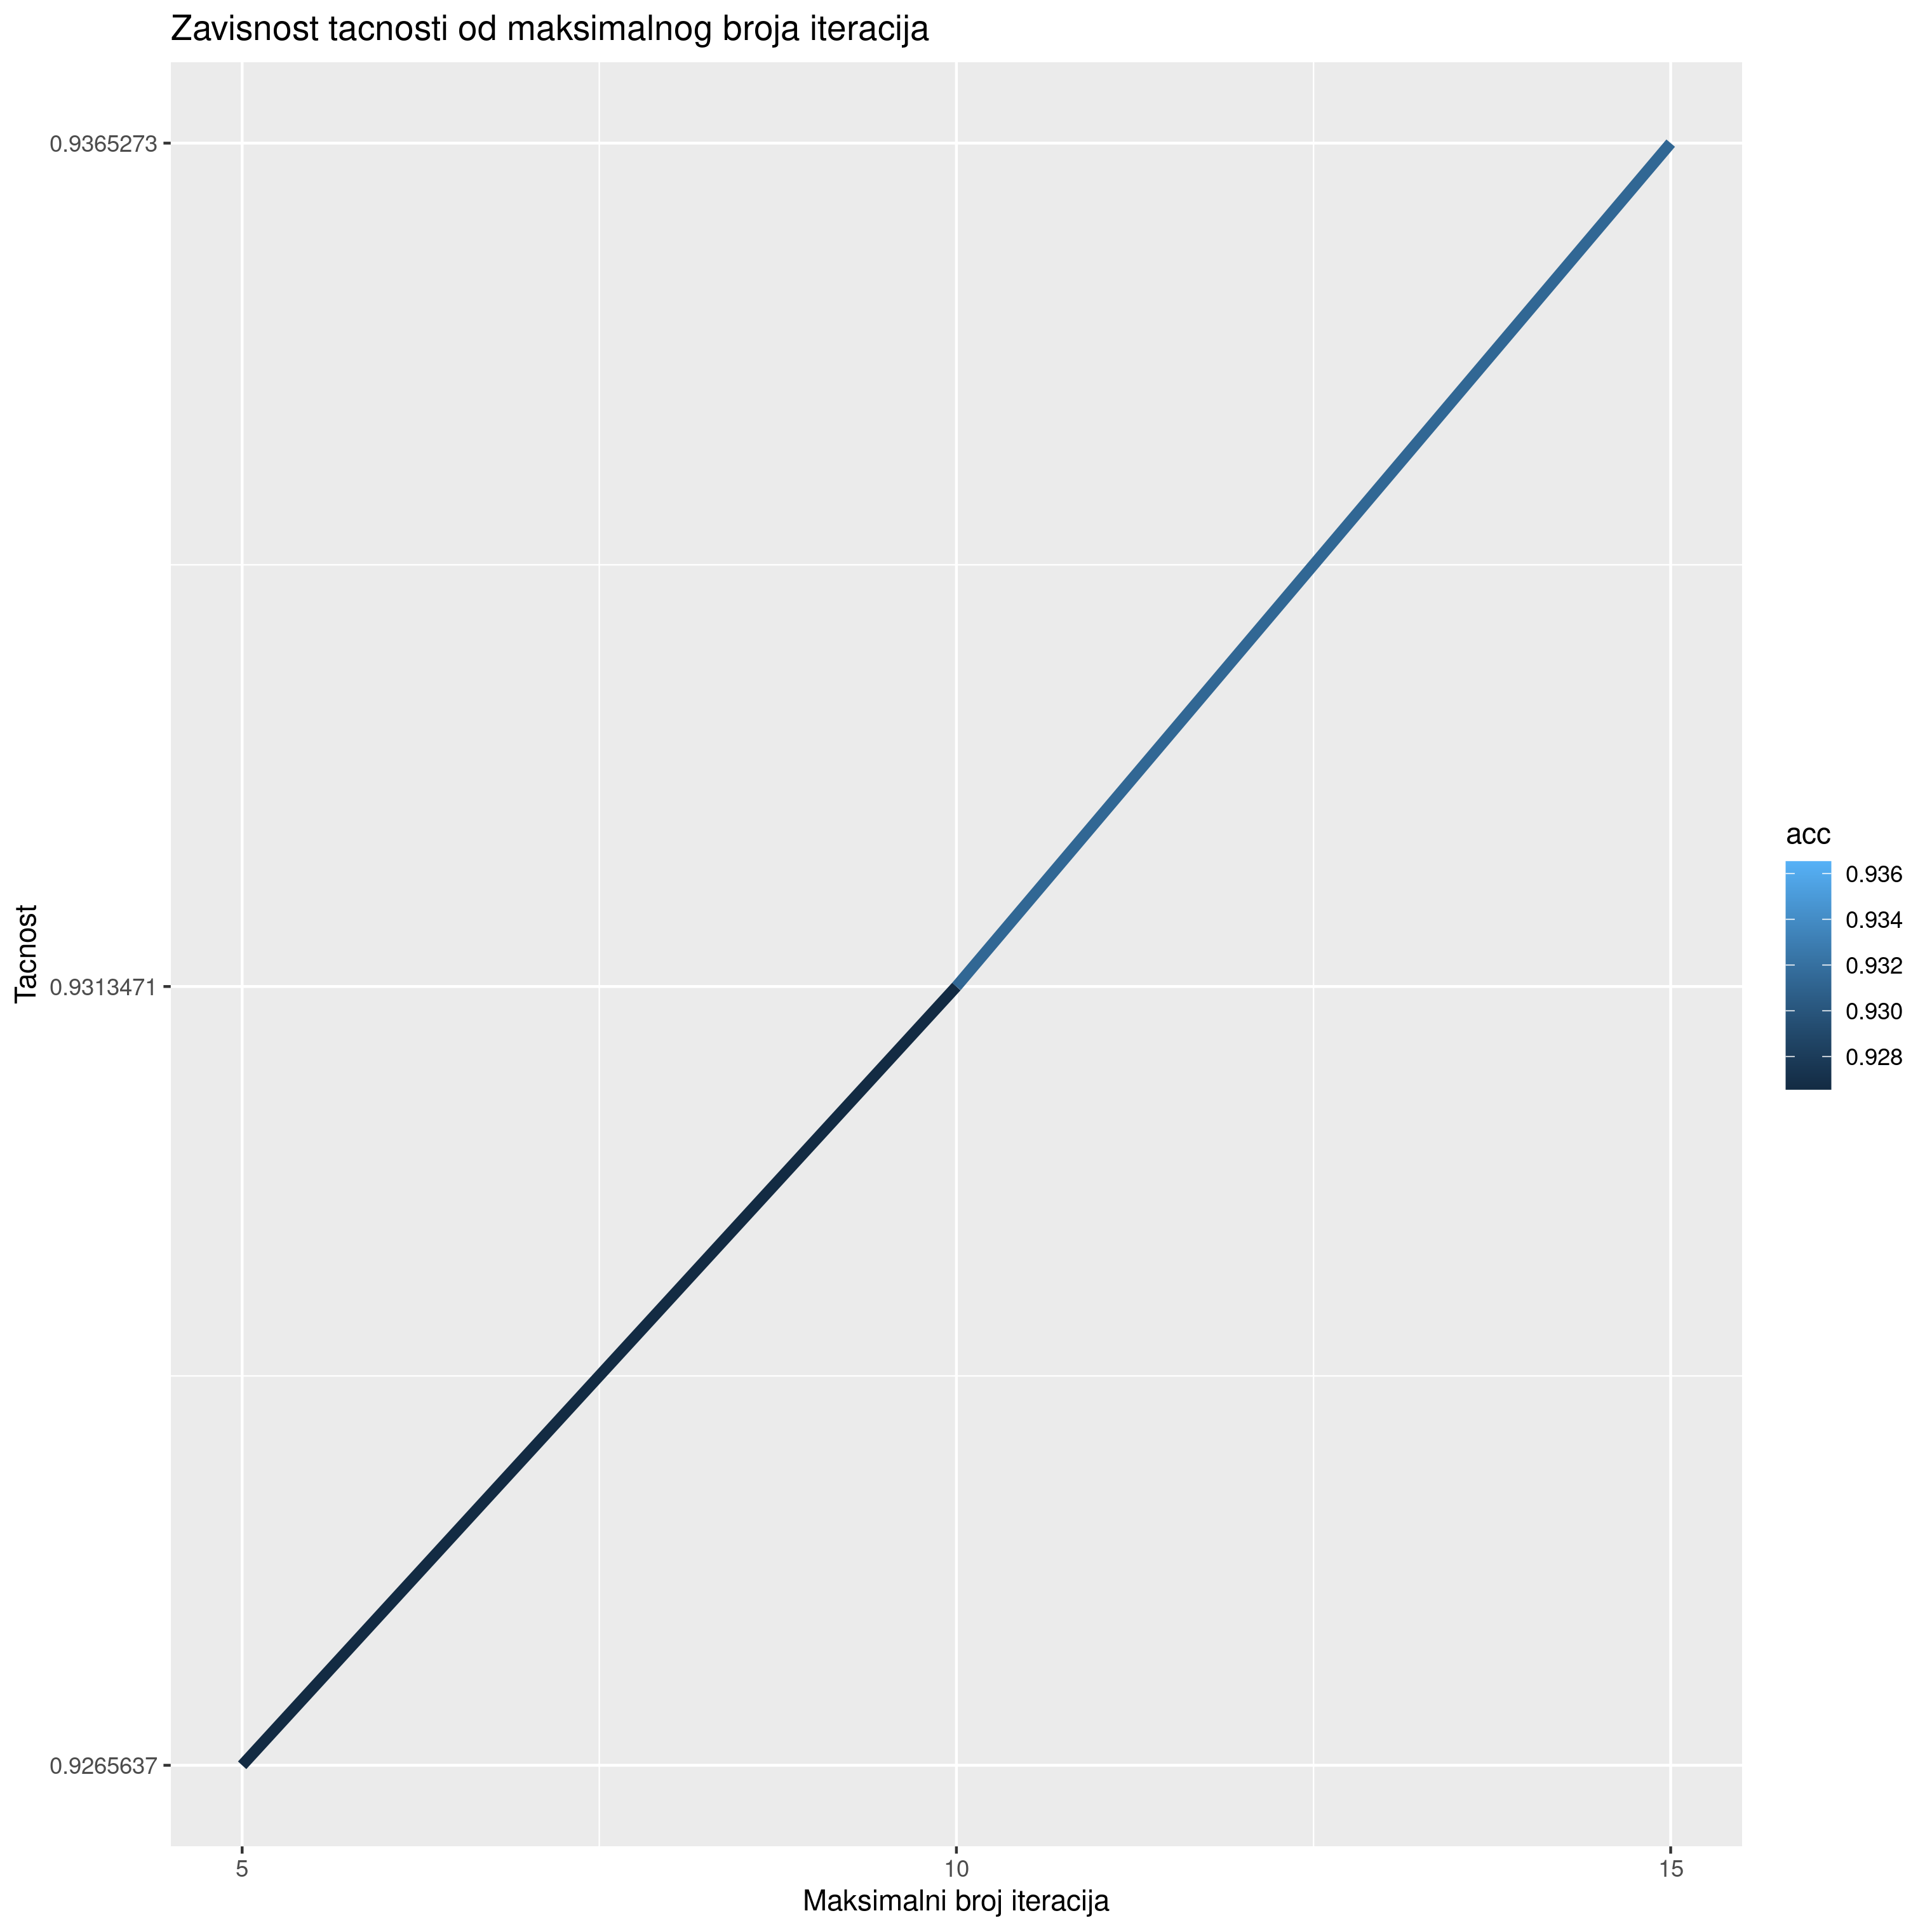 Zavisnost tacnosti od maksimalnog broja iteracija
Tacnost
0.9365273
0.9313471
0.9265637
5
10
15
Maksimalni broj iteracija
acc
0.936
0.934
0.932
0.930
0.928